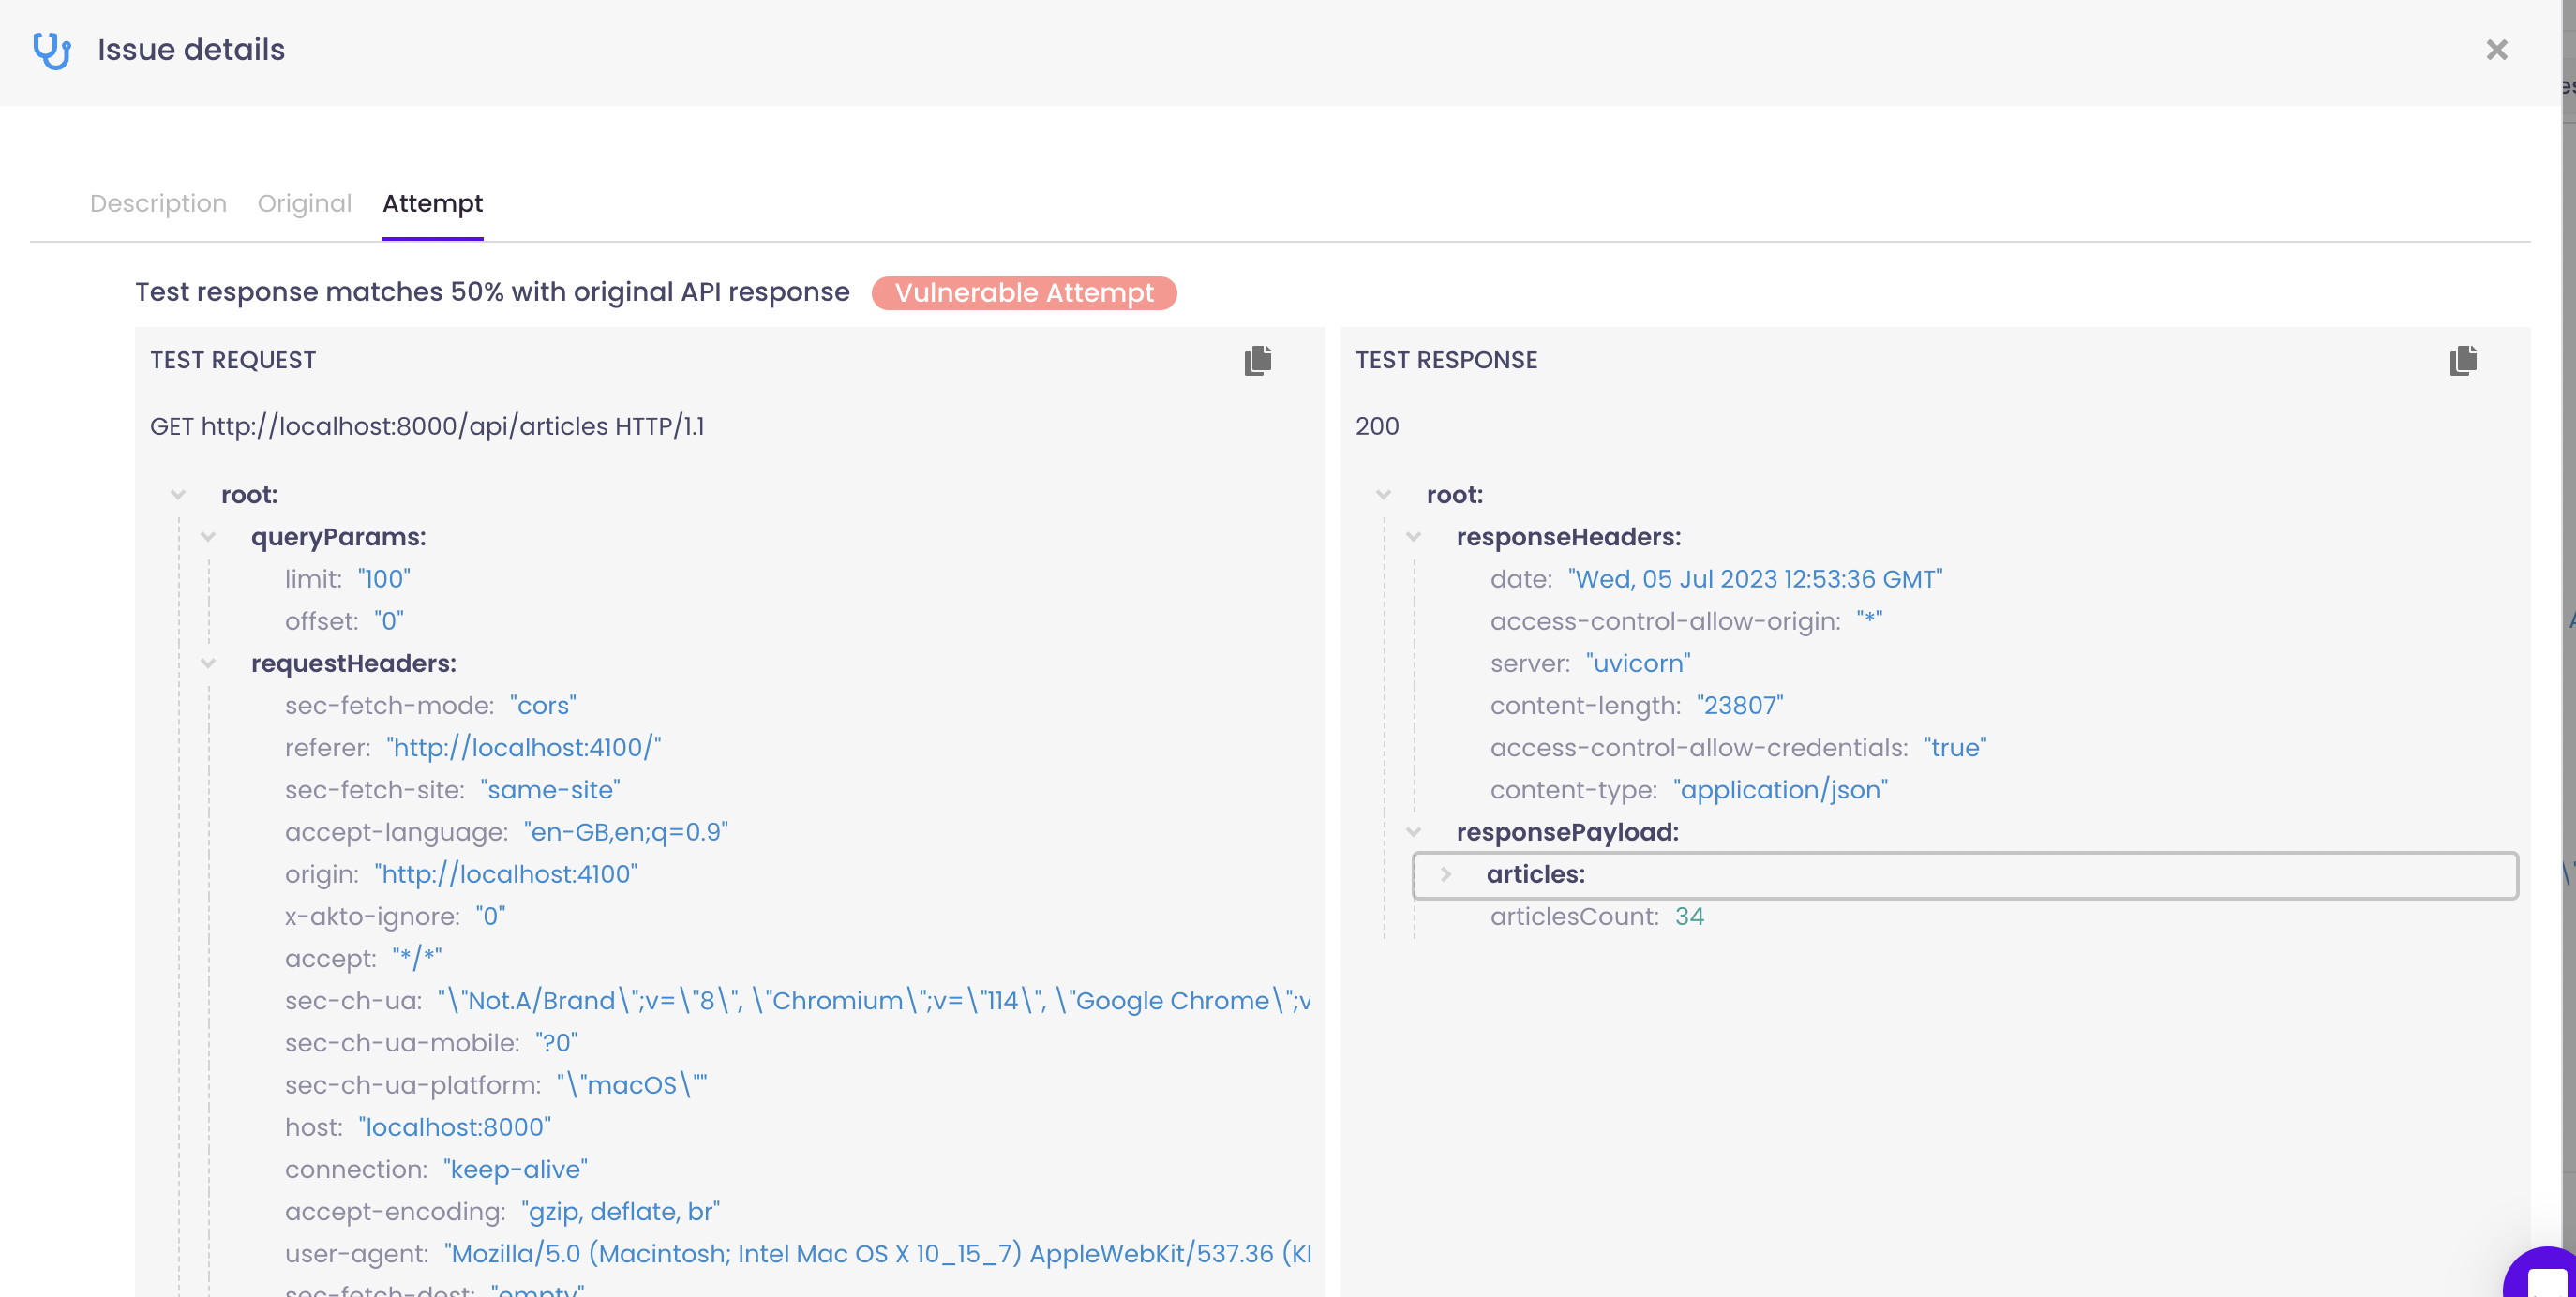 Issue details
Description Original Attempt
Test response matches 50% with original API response Vulnerable Attempt
TEST REQUEST
GET http://localhost:8000/api/articles HTTP/1.1
root:
queryParams:
limit: "100"
offset: "0"
requestHeaders:
sec-fetch-mode: "cors"
referer: "http://localhost:4100/"
sec-fetch-site: "same-site"
accept-language: "en-GB,en;q=0.9"
origin: "http://localhost:4100"
x-akto-ignore: "0"
accept: "*/*"
sec-ch-ua: "\"Not.A/Brand\";v=\"8\", \"Chromium\";v=\"114\", \"Google Chrome\";v
sec-ch-ua-mobile: "?0"
sec-ch-ua-platform: "\"macOS\""
host: "localhost:8000"
connection: "keep-alive"
accept-encoding: "gzip, deflate, br"
user-agent: "Mozilla/5.0 (Macintosh; Intel Mac OS X 10_15_7) AppleWebKit/537.36 (K
sec-fetch-dest: "empty"
TEST RESPONSE
200
root:
responseHeaders:
date: "Wed, 05 Jul 2023 12:53:36 GMT"
access-control-allow-origin: "*"
server: "uvicorn"
content-length: "23807"
access-control-allow-credentials: "true"
content-type: "application/json"
responsePayload:
articles:
articlesCount: 34